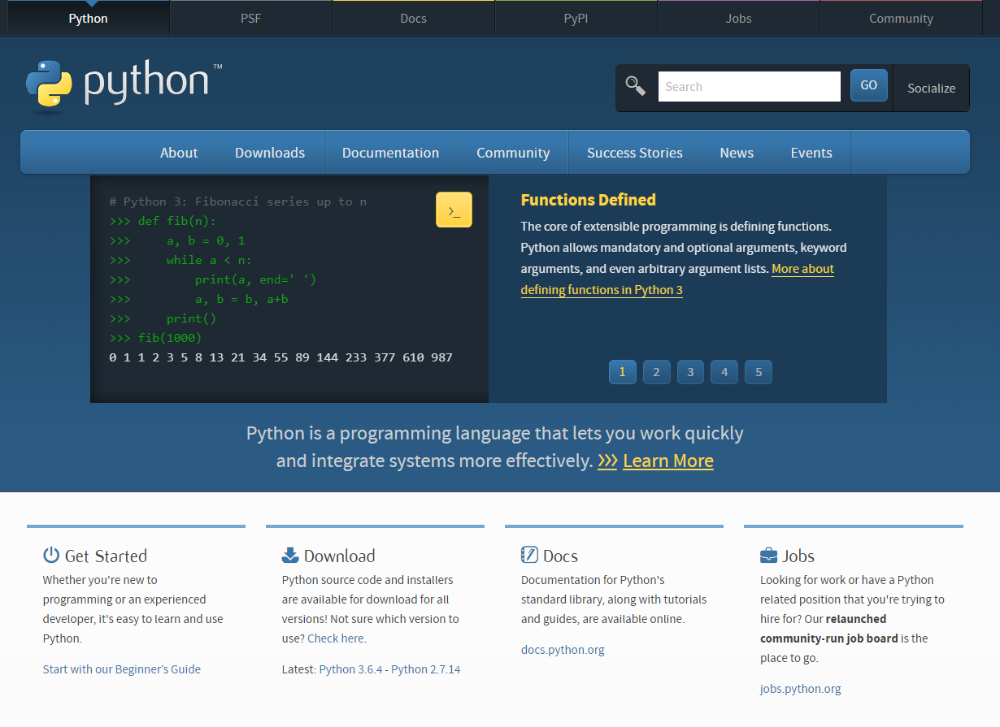 Python PSF Docs PyPI Jobs Community
python™
Search GO Socialize
About Downloads Documentation Community Success Stories News Events
# Python 3: Fibonacci series up to n
>>> def fib(n):
>>>     a, b = 0, 1
>>>     while a < n:
>>>         print(a, end=' ')
>>>         a, b = b, a+b
>>>     print()
>>> fib(1000)
0 1 1 2 3 5 8 13 21 34 55 89 144 233 377 610 987
>_
Functions Defined
The core of extensible programming is defining functions.
Python allows mandatory and optional arguments, keyword
arguments, and even arbitrary argument lists. More about
defining functions in Python 3
1 2 3 4 5
Python is a programming language that lets you work quickly
and integrate systems more effectively. >>> Learn More
Get Started
Whether you're new to
programming or an experienced
developer, it's easy to learn and use
Python.
Start with our Beginner’s Guide
Download
Python source code and installers
are available for download for all
versions! Not sure which version to
use? Check here.
Latest: Python 3.6.4 - Python 2.7.14
Docs
Documentation for Python's
standard library, along with tutorials
and guides, are available online.
docs.python.org
Jobs
Looking for work or have a Python
related position that you're trying to
hire for? Our relaunched
community-run job board is the
place to go.
jobs.python.org